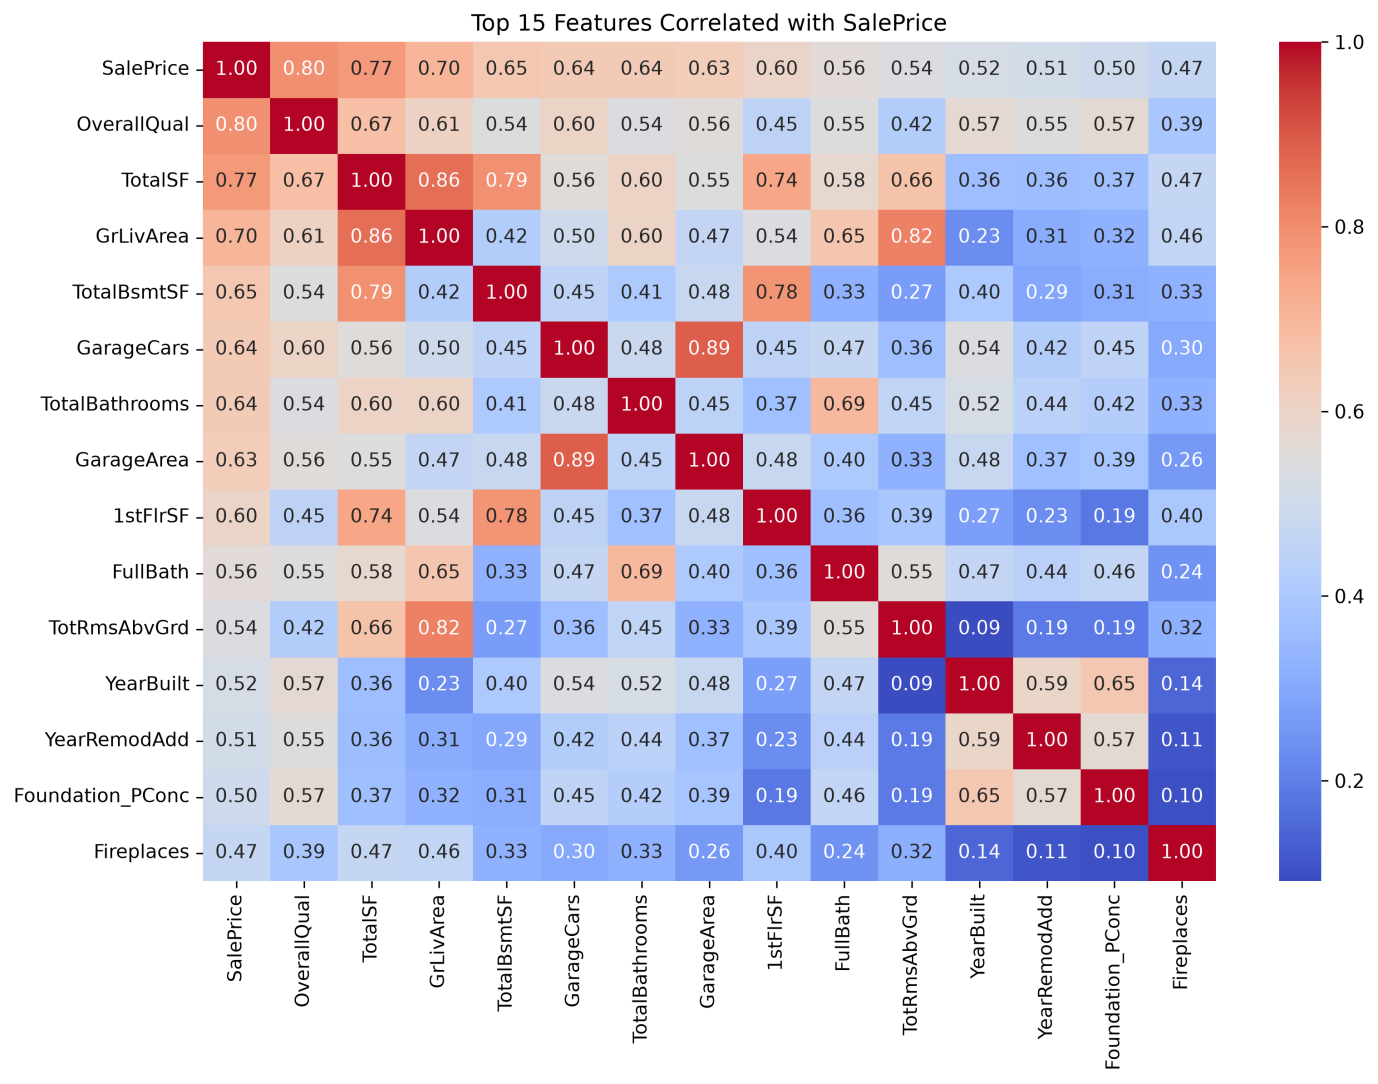 Top 15 Features Correlated with SalePrice
SalePrice 1.00 0.80 0.77 0.70 0.65 0.64 0.64 0.63 0.60 0.56 0.54 0.52 0.51 0.50 0.47
OverallQual 0.80 1.00 0.67 0.61 0.54 0.60 0.54 0.56 0.45 0.55 0.42 0.57 0.55 0.57 0.39
TotalSF 0.77 0.67 1.00 0.86 0.79 0.56 0.60 0.55 0.74 0.58 0.66 0.36 0.36 0.37 0.47
GrLivArea 0.70 0.61 0.86 1.00 0.42 0.50 0.60 0.47 0.54 0.65 0.82 0.23 0.31 0.32 0.46
TotalBsmtSF 0.65 0.54 0.79 0.42 1.00 0.45 0.41 0.48 0.78 0.33 0.27 0.40 0.29 0.31 0.33
GarageCars 0.64 0.60 0.56 0.50 0.45 1.00 0.48 0.89 0.45 0.47 0.36 0.54 0.42 0.45 0.30
TotalBathrooms 0.64 0.54 0.60 0.60 0.41 0.48 1.00 0.45 0.37 0.69 0.45 0.52 0.44 0.42 0.33
GarageArea 0.63 0.56 0.55 0.47 0.48 0.89 0.45 1.00 0.48 0.40 0.33 0.48 0.37 0.39 0.26
1stFlrSF 0.60 0.45 0.74 0.54 0.78 0.45 0.37 0.48 1.00 0.36 0.39 0.27 0.23 0.19 0.40
FullBath 0.56 0.55 0.58 0.65 0.33 0.47 0.69 0.40 0.36 1.00 0.55 0.47 0.44 0.46 0.24
TotRmsAbvGrd 0.54 0.42 0.66 0.82 0.27 0.36 0.45 0.33 0.39 0.55 1.00 0.09 0.19 0.19 0.32
YearBuilt 0.52 0.57 0.36 0.23 0.40 0.54 0.52 0.48 0.27 0.47 0.09 1.00 0.59 0.65 0.14
YearRemodAdd 0.51 0.55 0.36 0.31 0.29 0.42 0.44 0.37 0.23 0.44 0.19 0.59 1.00 0.57 0.11
Foundation_PConc 0.50 0.57 0.37 0.32 0.31 0.45 0.42 0.39 0.19 0.46 0.19 0.65 0.57 1.00 0.10
Fireplaces 0.47 0.39 0.47 0.46 0.33 0.30 0.33 0.26 0.40 0.24 0.32 0.14 0.11 0.10 1.00
SalePrice
OverallQual
TotalSF
GrLivArea
TotalBsmtSF
GarageCars
TotalBathrooms
GarageArea
1stFlrSF
FullBath
TotRmsAbvGrd
YearBuilt
YearRemodAdd
Foundation_PConc
Fireplaces
1.0
0.8
0.6
0.4
0.2